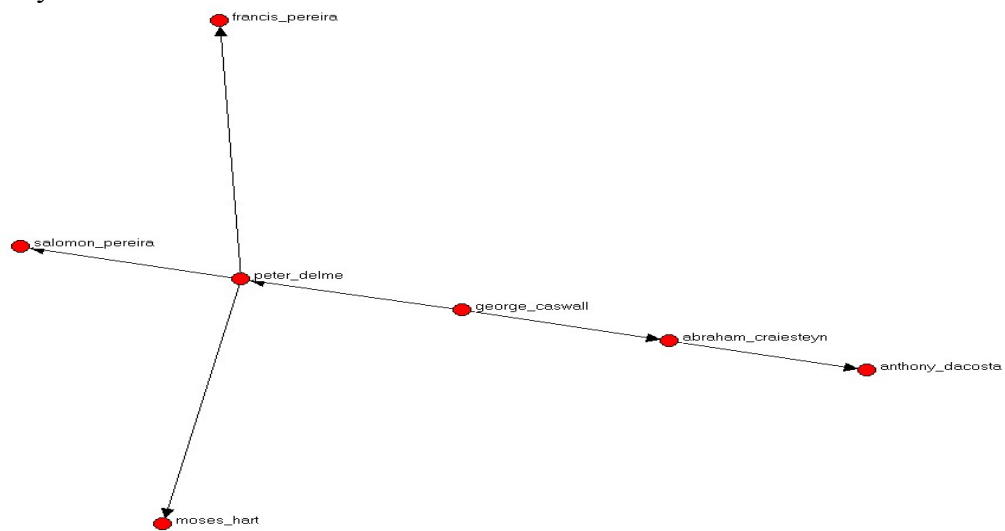 francis_pereira
salomon_pereira
peter_delme
george_caswall
abraham_craiesteyn
anthony_dacosta
moses_hart